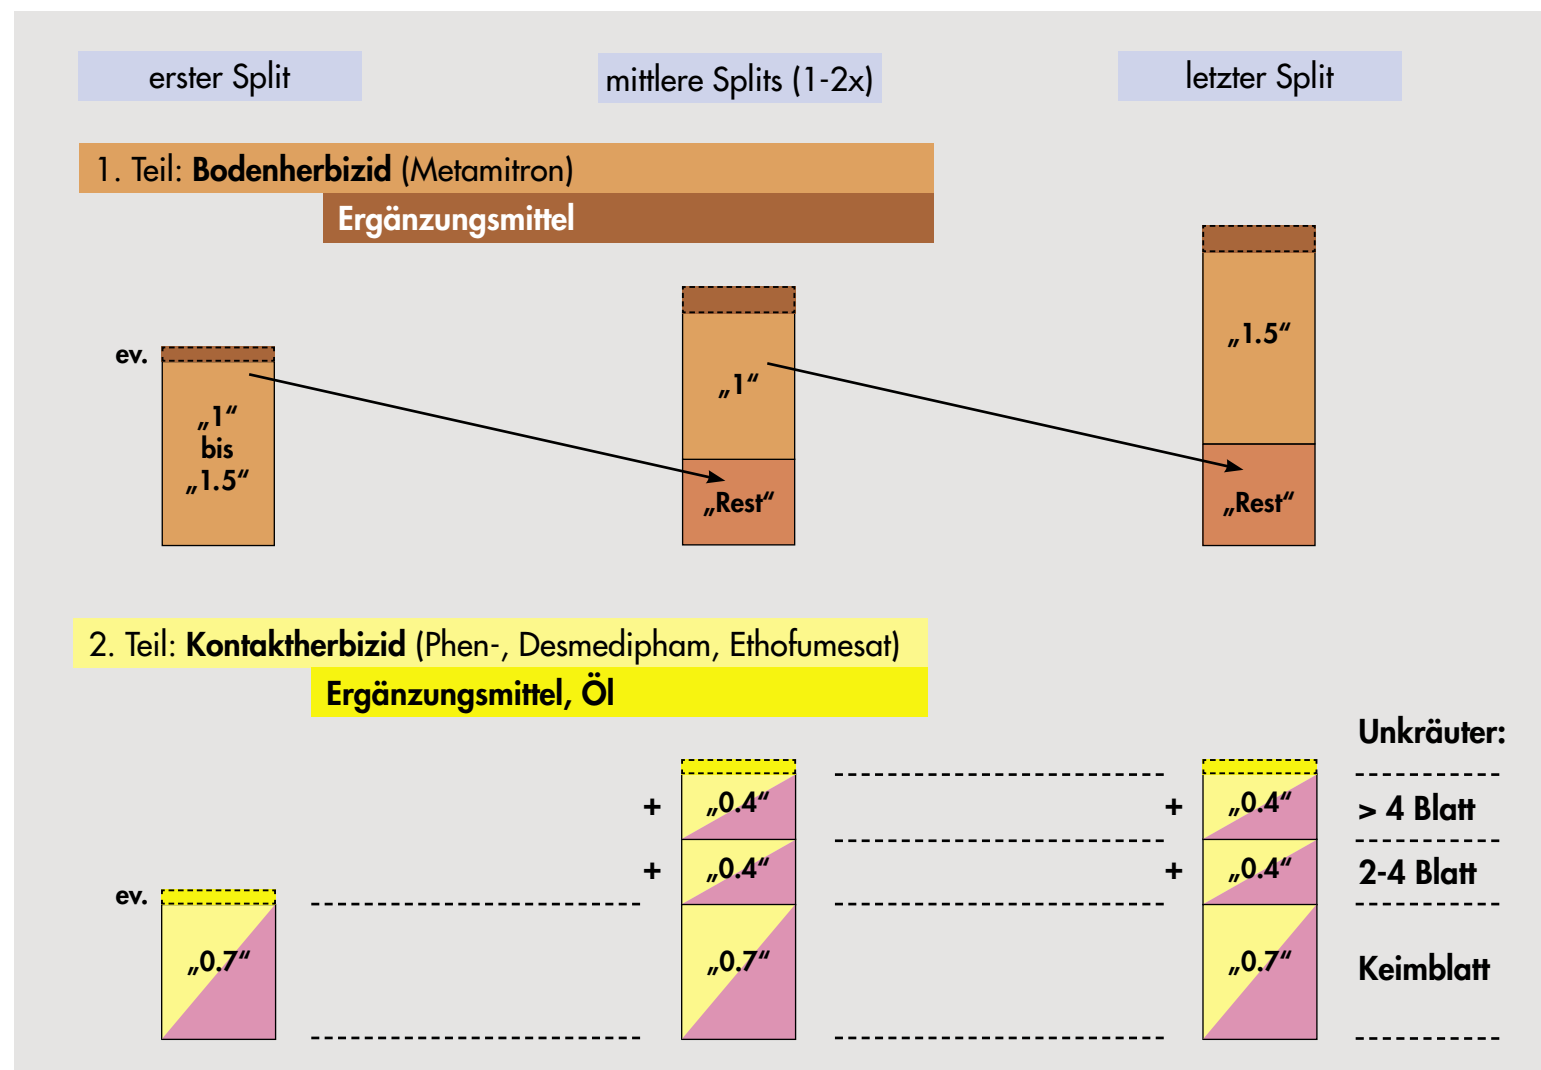 erster Split
mittlere Splits (1-2x)
letzter Split
1. Teil: Bodenherbizid (Metamitron)
Ergänzungsmittel
ev.
„1“
bis
„1.5“
„1“
„Rest“
„1.5“
„Rest“
2. Teil: Kontaktherbizid (Phen-, Desmedipham, Ethofumesat)
Ergänzungsmittel, Öl
Unkräuter:
+ „0.4“ + „0.4“ > 4 Blatt
+ „0.4“ + „0.4“ 2-4 Blatt
ev.
„0.7“ „0.7“ „0.7“ Keimblatt